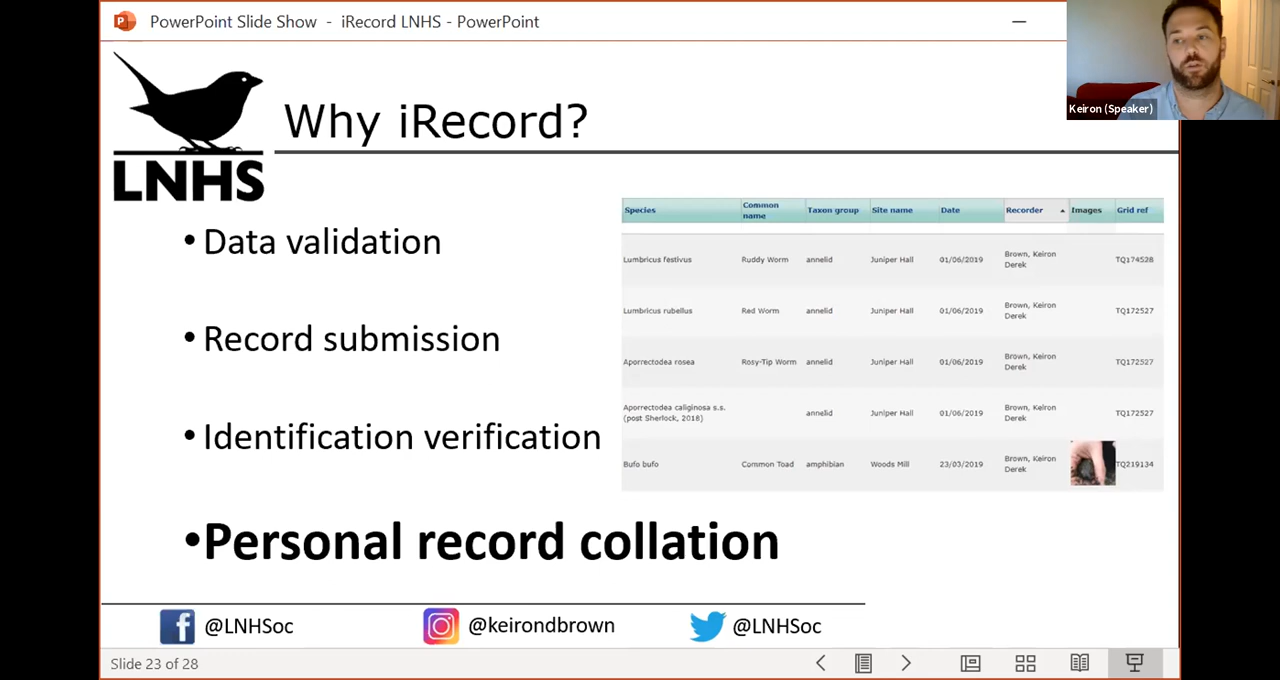 PowerPoint Slide Show - iRecord LNHS - PowerPoint
Keiron (Speaker)
LNHS
Why iRecord?
• Data validation
• Record submission
• Identification verification
• Personal record collation
Species Common name Taxon group Site name Date Recorder Images Grid ref
Lumbricus festivus Ruddy Worm annelid Juniper Hall 01/06/2019 Brown, Keiron Derek TQ174528
Lumbricus rubellus Red Worm annelid Juniper Hall 01/06/2019 Brown, Keiron Derek TQ172527
Aporrectodea rosea Rosy-Tip Worm annelid Juniper Hall 01/06/2019 Brown, Keiron Derek TQ172527
Aporrectodea caliginosa s.s. (post Sherlock, 2018) annelid Juniper Hall 01/06/2019 Brown, Keiron Derek TQ172527
Bufo bufo Common Toad amphibian Woods Mill 23/03/2019 Brown, Keiron Derek TQ219134
@LNHSoc @keirondbrown @LNHSoc
Slide 23 of 28